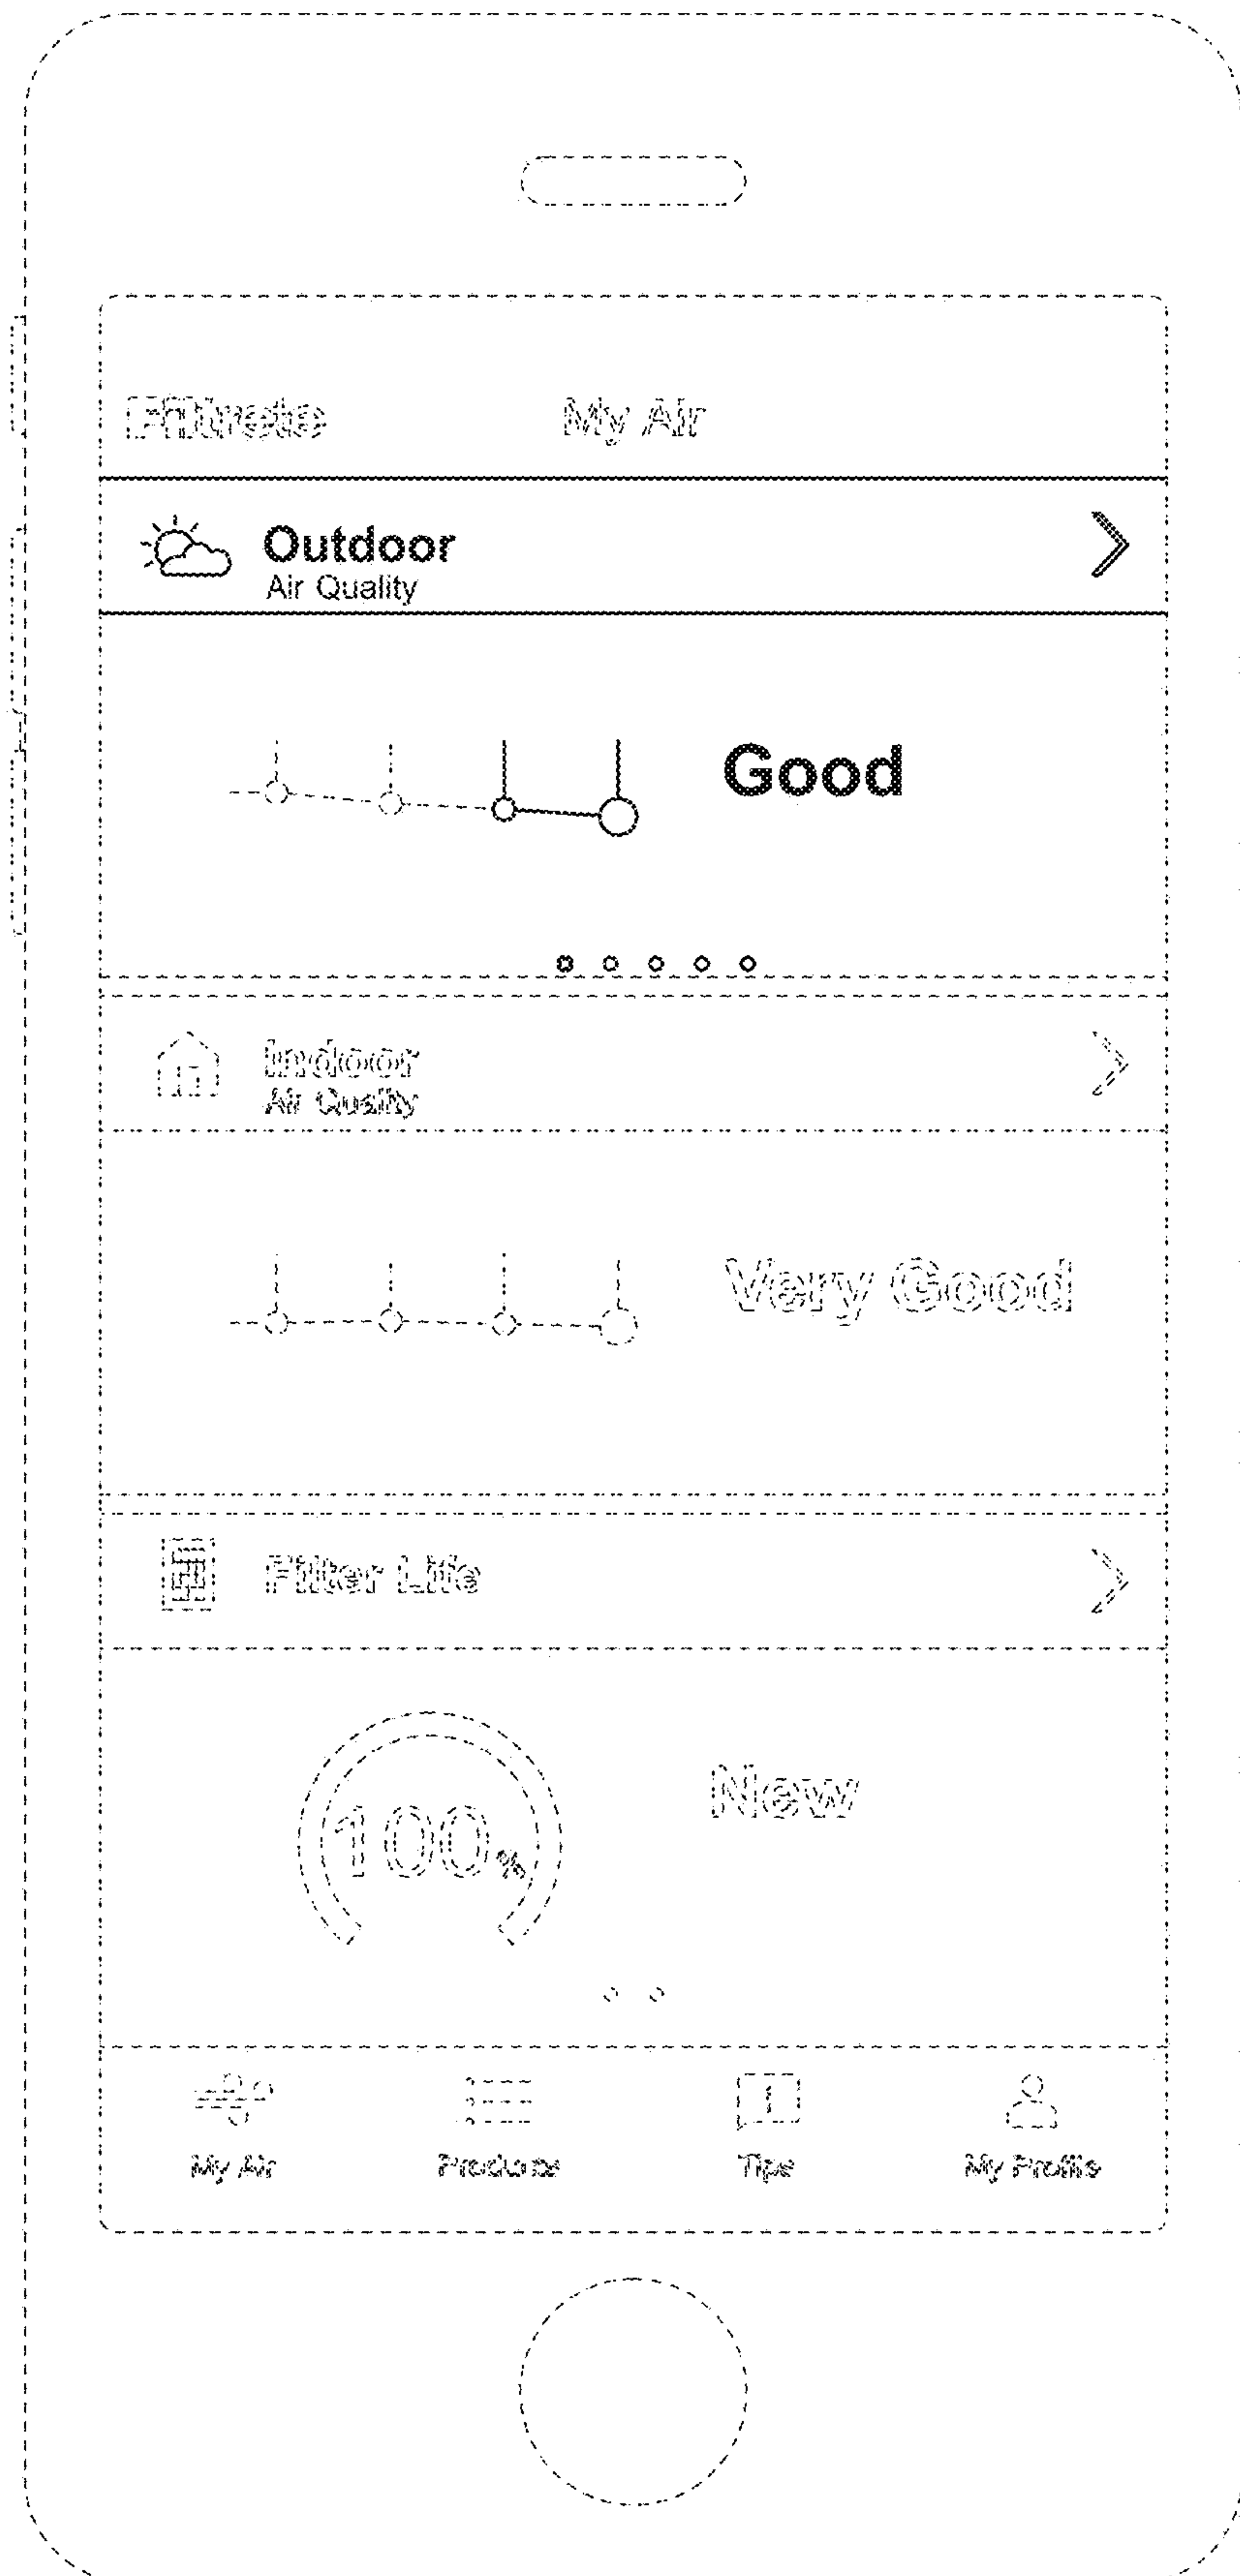 Filtrete My Air
Outdoor
Air Quality
Good
Indoor
Air Quality
Very Good
Filter Life
New
100%
My Air Products Tips My Profile